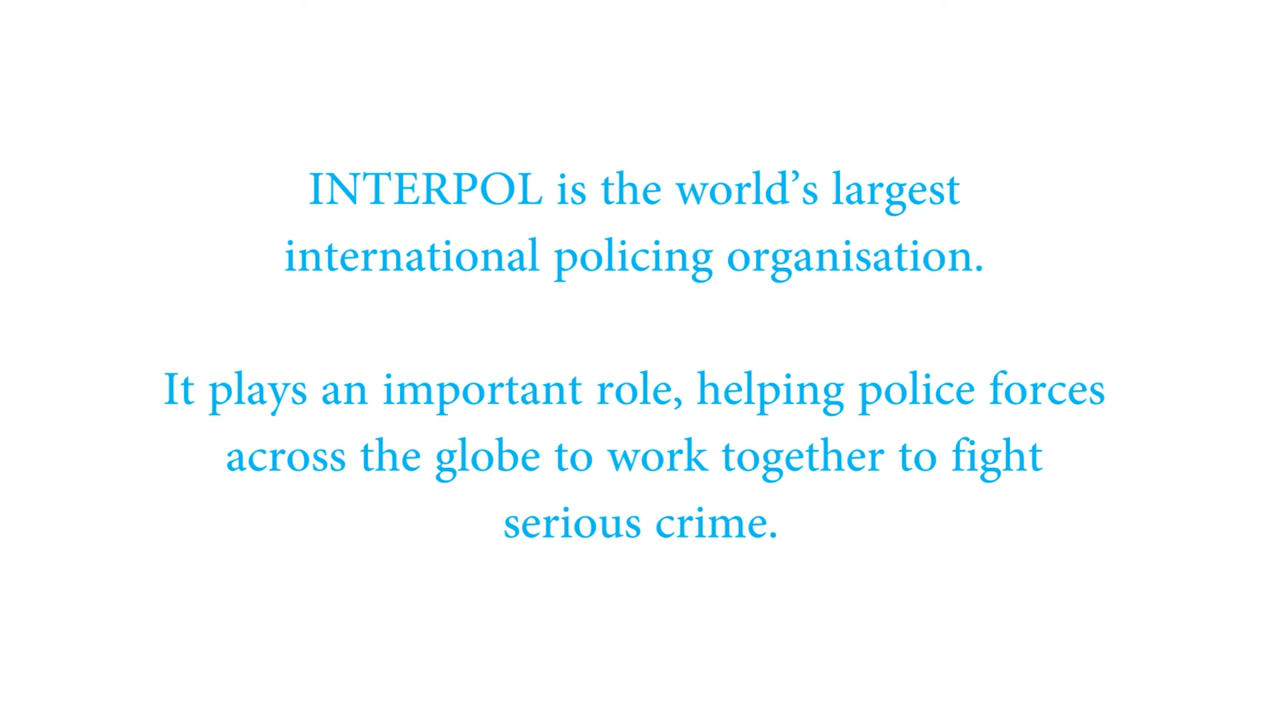 INTERPOL is the world’s largest
international policing organisation.
It plays an important role, helping police forces
across the globe to work together to fight
serious crime.